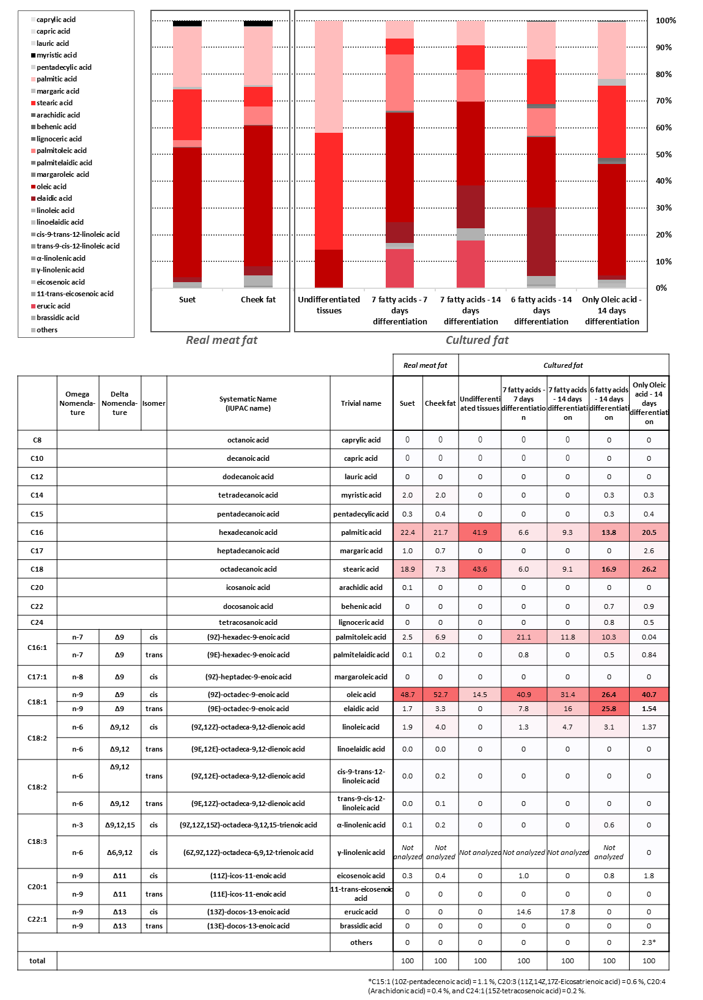 caprylic acid
capric acid
lauric acid
myristic acid
pentadecylic acid
palmitic acid
margaric acid
stearic acid
arachidic acid
behenic acid
lignoceric acid
palmitoleic acid
palmitelaidic acid
margaroleic acid
oleic acid
elaidic acid
linoleic acid
linoelaidic acid
cis-9-trans-12-linoleic acid
trans-9-cis-12-linoleic acid
α-linolenic acid
γ-linolenic acid
eicosenoic acid
11-trans-eicosenoic acid
erucic acid
brassidic acid
others
100%
90%
80%
70%
60%
50%
40%
30%
20%
10%
0%
Suet
Cheek fat
Undifferentiated
tissues
7 fatty acids - 7
days
differentiation
7 fatty acids - 14
days
differentiation
6 fatty acids - 14
days
differentiation
Only Oleic acid -
14 days
differentiation
Real meat fat
Cultured fat
Real meat fat Cultured fat
Omega
Nomencla-
ture
Delta
Nomencla-
ture
Isomer
Systematic Name
(IUPAC name)
Trivial name
Suet
Cheek fat
Undifferenti
ated tissues
7 fatty acids -
7 days
differentiatio
n
7 fatty acids
- 14 days
differentiati
on
6 fatty acids
- 14 days
differentiati
on
Only Oleic
acid - 14
days
differentiati
on
C8 octanoic acid caprylic acid 0 0 0 0 0 0 0
C10 decanoic acid capric acid 0 0 0 0 0 0 0
C12 dodecanoic acid lauric acid 0 0 0 0 0 0 0
C14 tetradecanoic acid myristic acid 2.0 2.0 0 0 0 0.3 0.3
C15 pentadecanoic acid pentadecylic acid 0.3 0.4 0 0 0 0.3 0.4
C16 hexadecanoic acid palmitic acid 22.4 21.7 41.9 6.6 9.3 13.8 20.5
C17 heptadecanoic acid margaric acid 1.0 0.7 0 0 0 0 2.6
C18 octadecanoic acid stearic acid 18.9 7.3 43.6 6.0 9.1 16.9 26.2
C20 icosanoic acid arachidic acid 0.1 0 0 0 0 0 0
C22 docosanoic acid behenic acid 0 0 0 0 0 0.7 0.9
C24 tetracosanoic acid lignoceric acid 0 0 0 0 0 0.8 0.5
C16:1
n-7 Δ9 cis (9Z)-hexadec-9-enoic acid palmitoleic acid 2.5 6.9 0 21.1 11.8 10.3 0.04
n-7 Δ9 trans (9E)-hexadec-9-enoic acid palmitelaidic acid 0.1 0.2 0 0.8 0 0.5 0.84
C17:1 n-8 Δ9 cis (9Z)-heptadec-9-enoic acid margaroleic acid 0 0 0 0 0 0 0
C18:1
n-9 Δ9 cis (9Z)-octadec-9-enoic acid oleic acid 48.7 52.7 14.5 40.9 31.4 26.4 40.7
n-9 Δ9 trans (9E)-octadec-9-enoic acid elaidic acid 1.7 3.3 0 7.8 16 25.8 1.54
C18:2
n-6 Δ9,12 cis (9Z,12Z)-octadeca-9,12-dienoic acid linoleic acid 1.9 4.0 0 1.3 4.7 3.1 1.37
n-6 Δ9,12 trans (9E,12E)-octadeca-9,12-dienoic acid linoelaidic acid 0.0 0.0 0 0 0 0 0
C18:2
n-6 Δ9,12 trans (9Z,12E)-octadeca-9,12-dienoic acid cis-9-trans-12-
linoleic acid 0.0 0.2 0 0 0 0 0
n-6 Δ9,12 trans (9E,12Z)-octadeca-9,12-dienoic acid trans-9-cis-12-
linoleic acid 0.0 0.1 0 0 0 0 0
C18:3
n-3 Δ9,12,15 cis (9Z,12Z,15Z)-octadeca-9,12,15-trienoic acid α-linolenic acid 0.1 0.2 0 0 0 0.6 0
n-6 Δ6,9,12 cis (6Z,9Z,12Z)-octadeca-6,9,12-trienoic acid γ-linolenic acid Not analyzed Not analyzed Not analyzed Not analyzed Not analyzed Not analyzed 0
C20:1
n-9 Δ11 cis (11Z)-icos-11-enoic acid eicosenoic acid 0.3 0.4 0 1.0 0 0.8 1.8
n-9 Δ11 trans (11E)-icos-11-enoic acid 11-trans-eicosenoic
acid 0 0 0 0 0 0 0
C22:1
n-9 Δ13 cis (13Z)-docos-13-enoic acid erucic acid 0 0 0 14.6 17.8 0 0
n-9 Δ13 trans (13E)-docos-13-enoic acid brassidic acid 0 0 0 0 0 0 0
others 0 0 0 0 0 0 2.3*
total 100 100 100 100 100 100 100
*C15:1 (10Z-pentadecenoic acid) = 1.1 %, C20:3 (11Z,14Z,17Z-Eicosatrienoic acid) = 0.6 %, C20:4
(Arachidonic acid) = 0.4 %, and C24:1 (15Z-tetracosenoic acid) = 0.2 %.